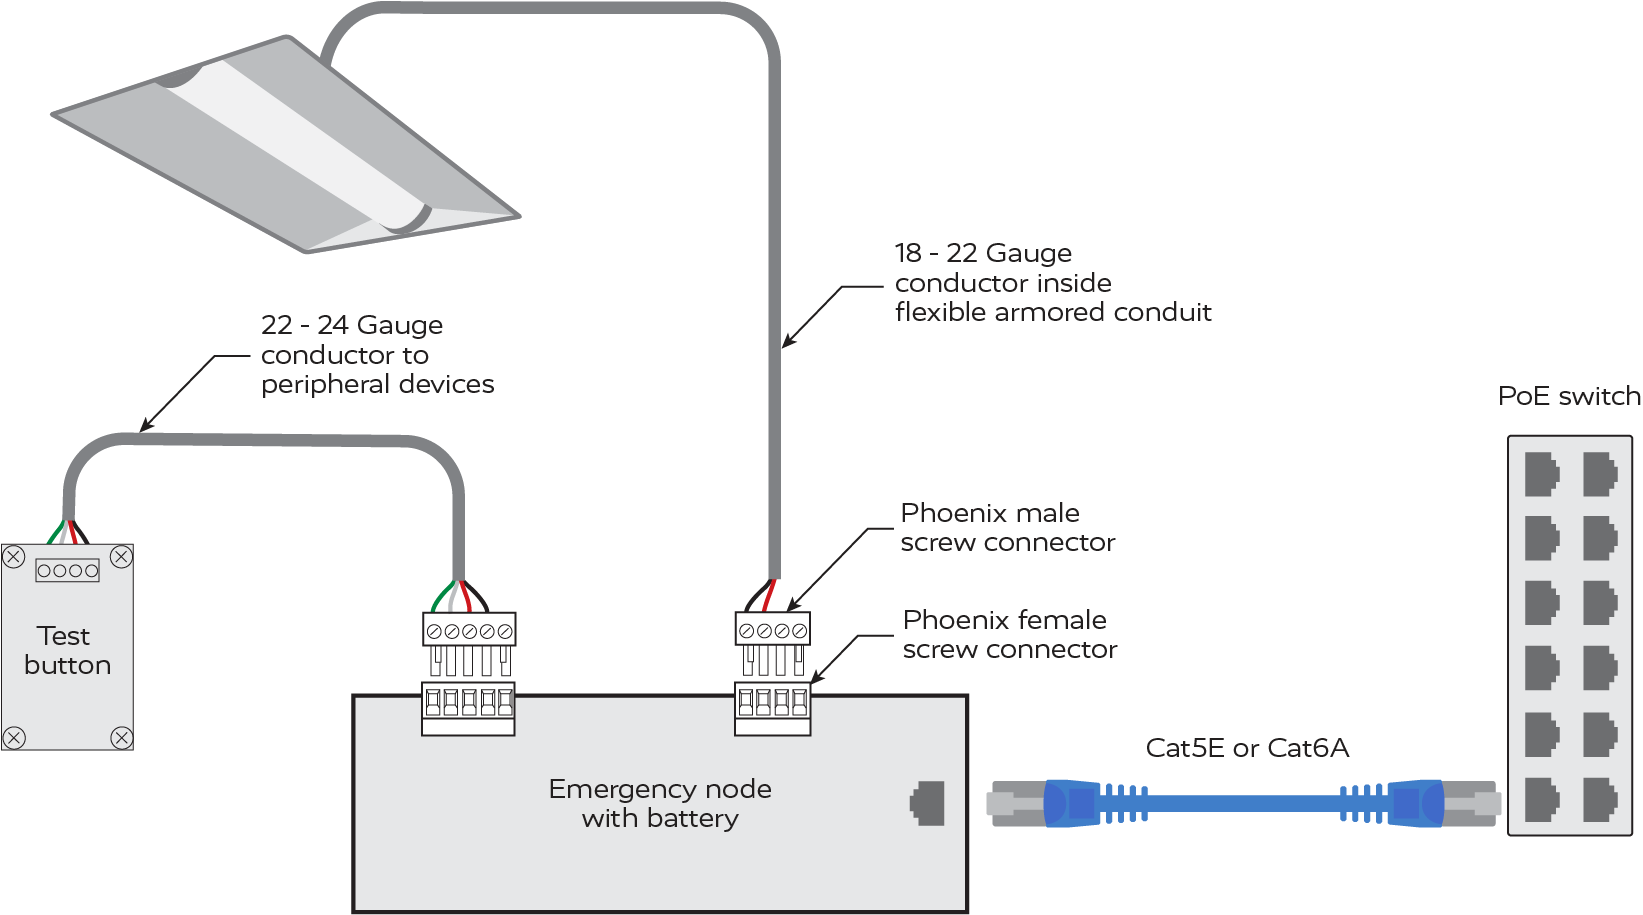 18 - 22 Gauge
conductor inside
flexible armored conduit
22 - 24 Gauge
conductor to
peripheral devices
PoE switch
Phoenix male
screw connector
Phoenix female
screw connector
Test
button
Cat5E or Cat6A
Emergency node
with battery